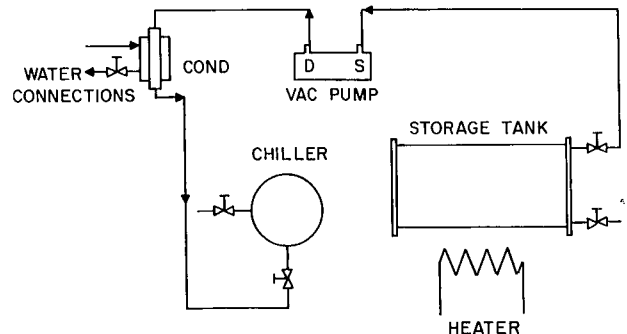 WATER
CONNECTIONS
COND
D S
VAC PUMP
STORAGE TANK
CHILLER
HEATER